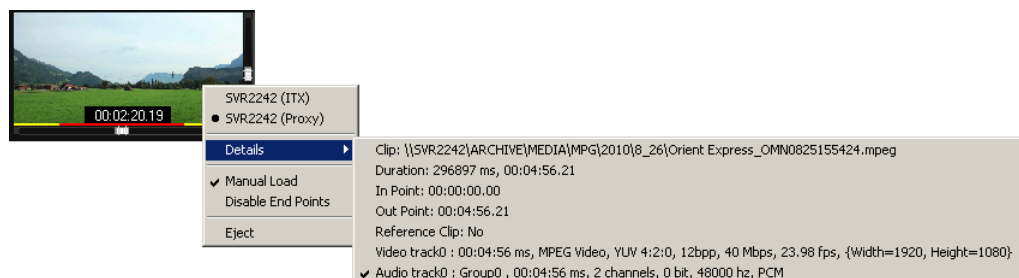 00:02:20.19
SVR2242 (ITX)
SVR2242 (Proxy)
Details
Manual Load
Disable End Points
Eject
Clip: \\SVR2242\ARCHIVE\MEDIA\MPG\2010\8_26\Orient Express_OMN0825155424.mpeg
Duration: 296897 ms, 00:04:56.21
In Point: 00:00:00.00
Out Point: 00:04:56.21
Reference Clip: No
Video track0 : 00:04:56 ms, MPEG Video, YUV 4:2:0, 12bpp, 40 Mbps, 23.98 fps, {Width=1920, Height=1080}
Audio track0 : Group0 , 00:04:56 ms, 2 channels, 0 bit, 48000 hz, PCM